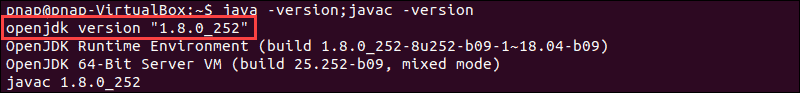 pnap@pnap-VirtualBox:~$ java -version;javac -version
openjdk version "1.8.0_252"
OpenJDK Runtime Environment (build 1.8.0_252-8u252-b09-1~18.04-b09)
OpenJDK 64-Bit Server VM (build 25.252-b09, mixed mode)
javac 1.8.0_252